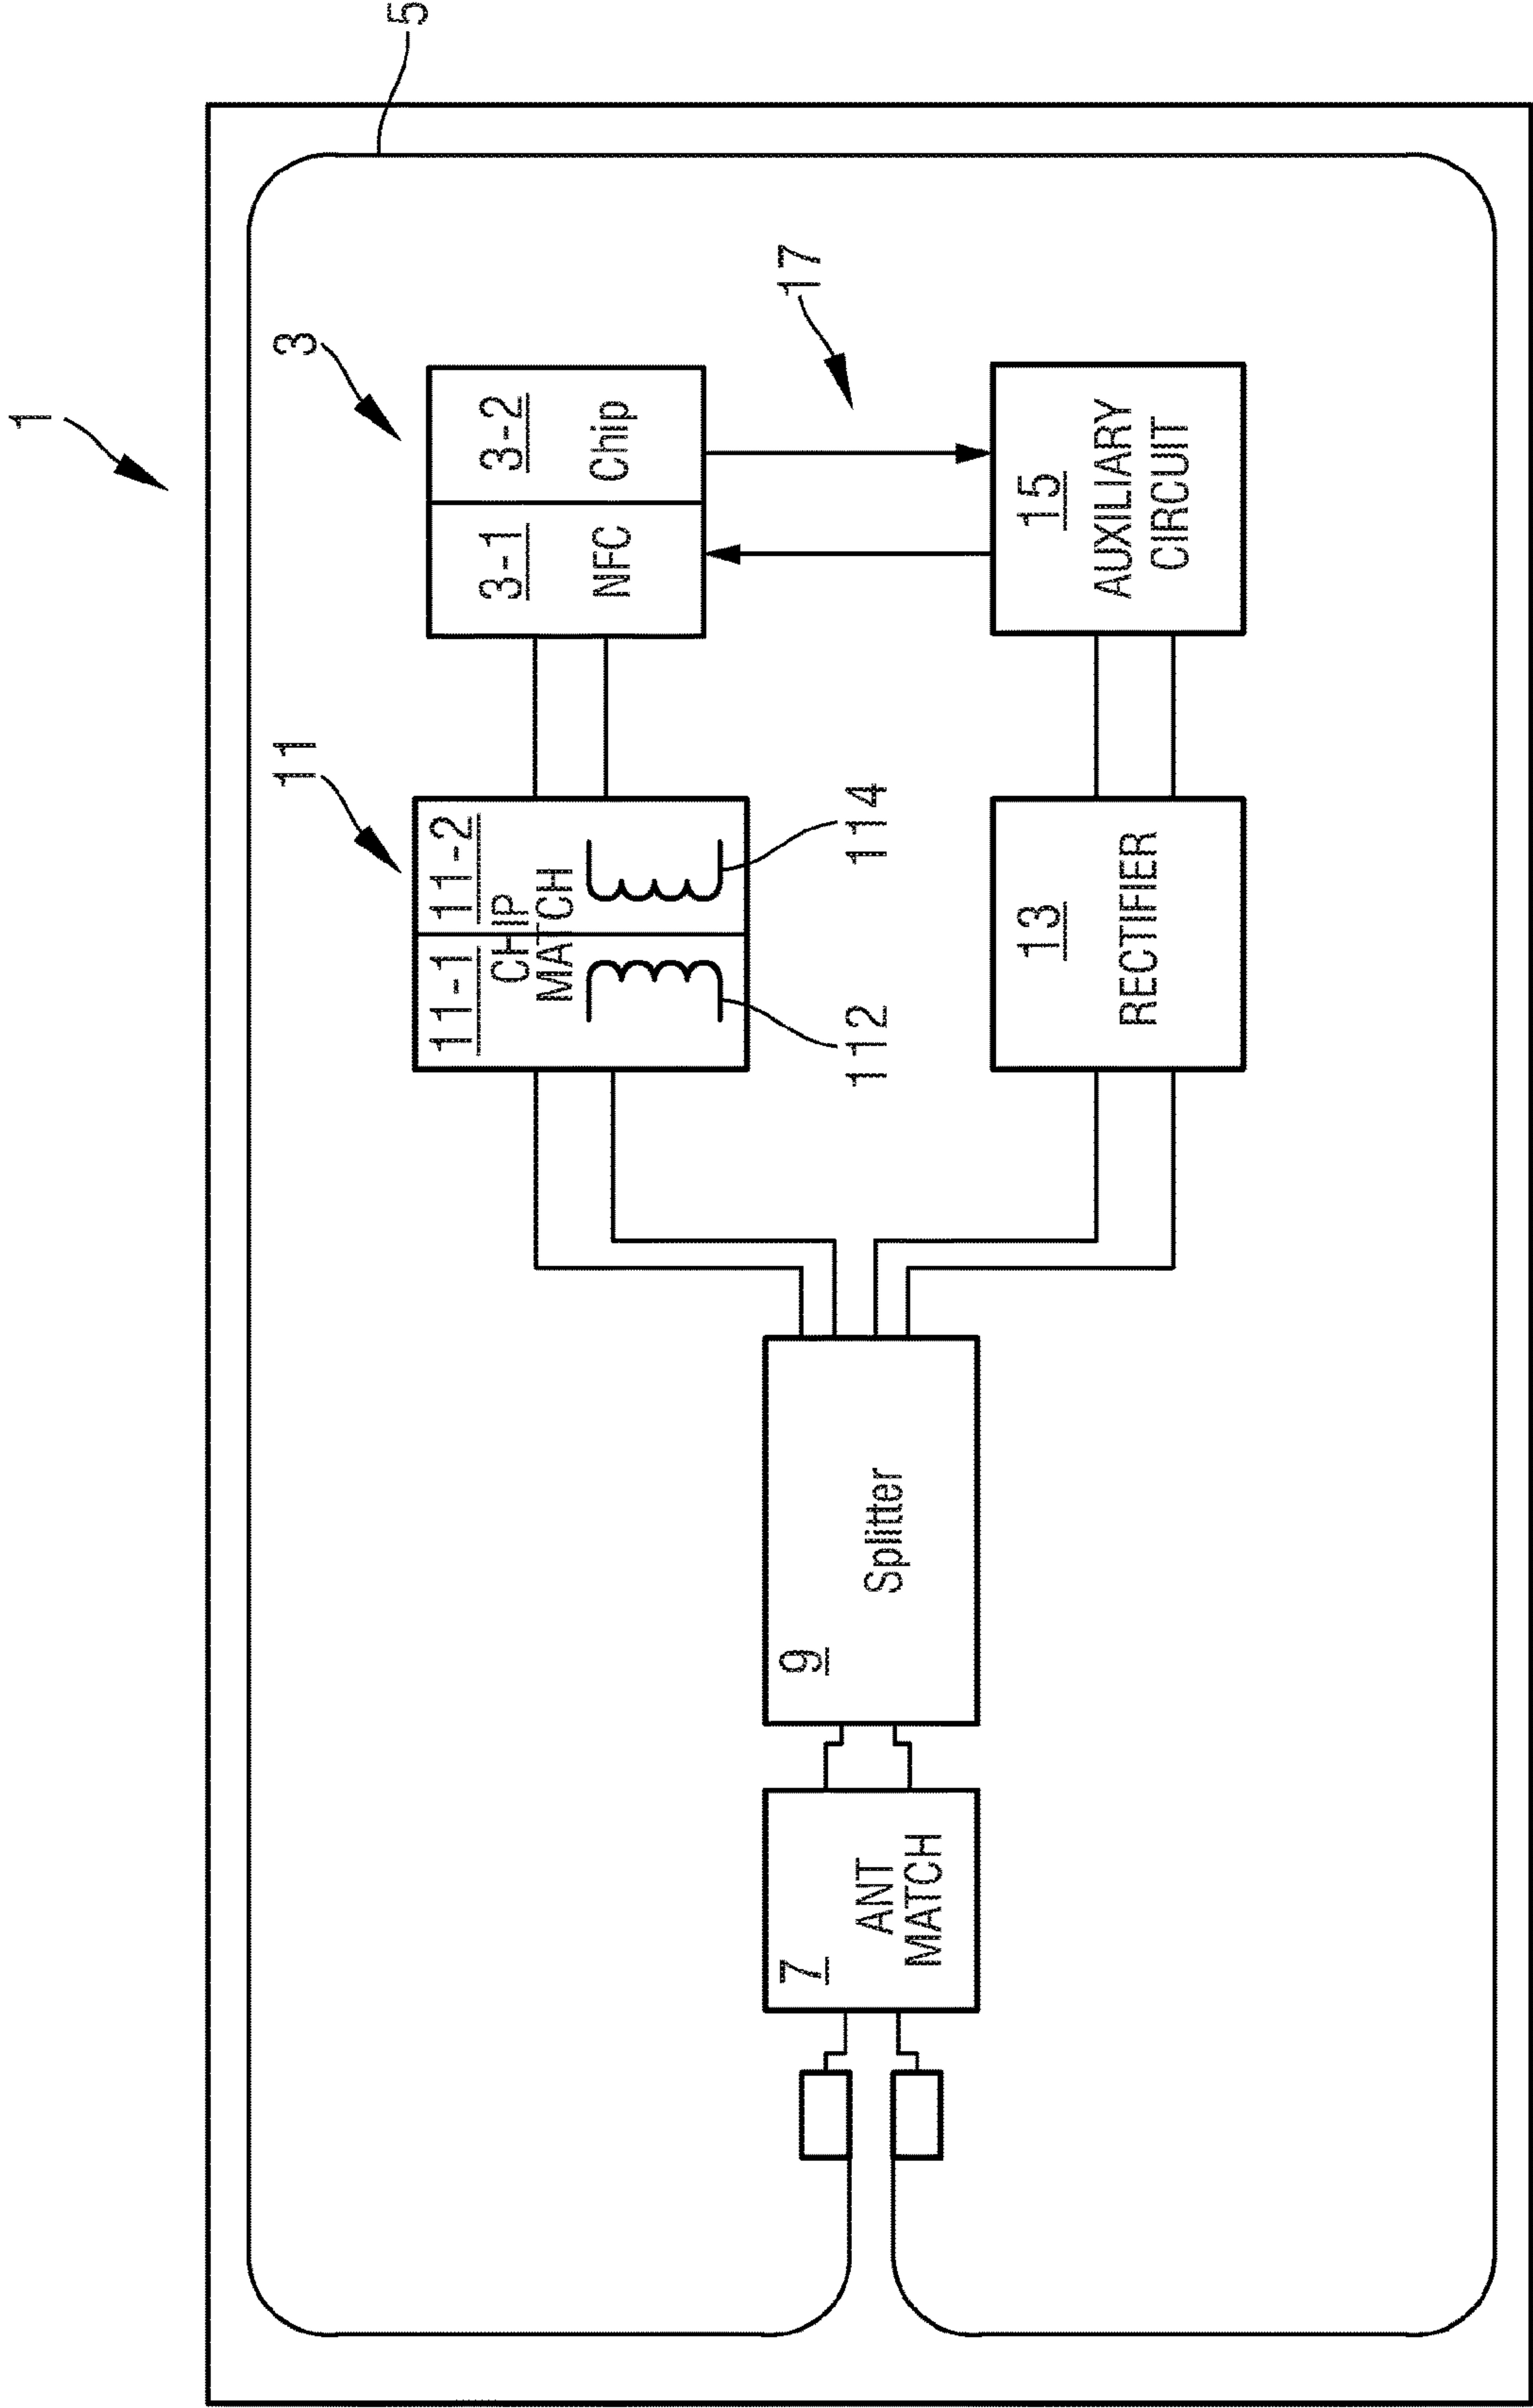 1
11
3
5
11-1 11-2
CHIP
MATCH
3-1 3-2
NFC Chip
112
114
17
7
ANT
MATCH
9
Splitter
13
RECTIFIER
15
AUXILIARY
CIRCUIT